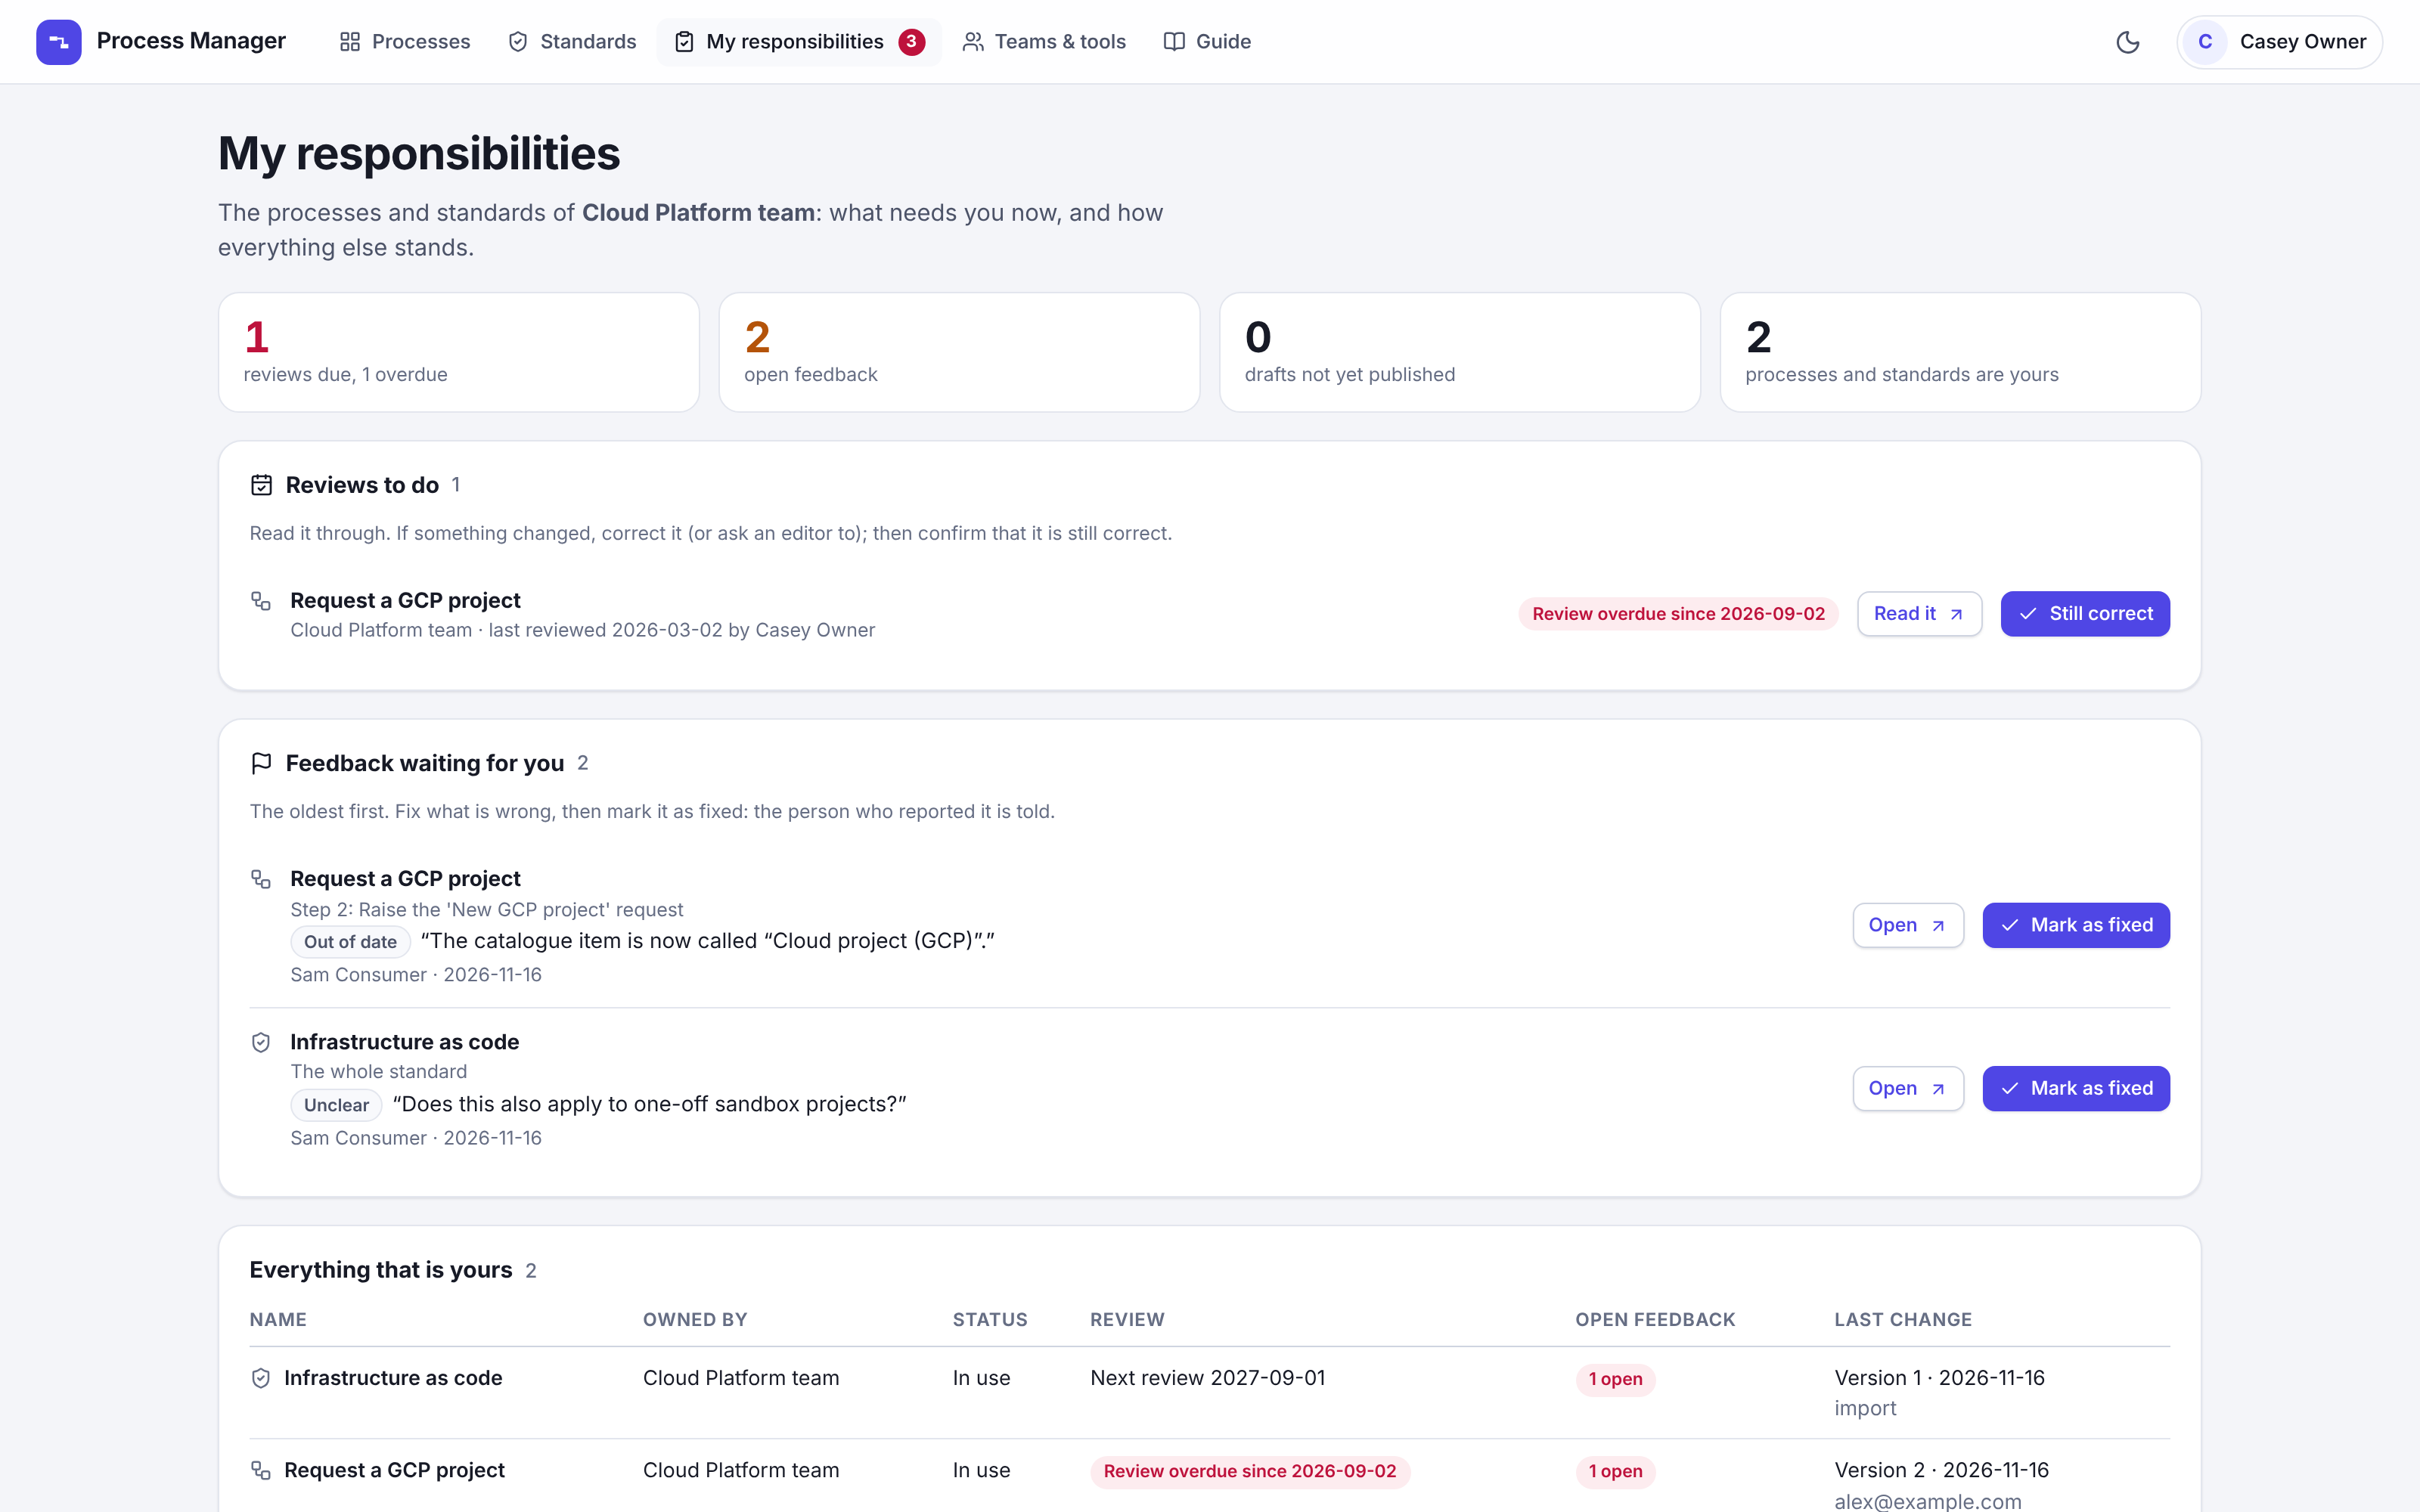 Process Manager
Processes
Standards
My responsibilities 3
Teams & tools
Guide
C Casey Owner
My responsibilities
The processes and standards of Cloud Platform team: what needs you now, and how
everything else stands.
1
reviews due, 1 overdue
2
open feedback
0
drafts not yet published
2
processes and standards are yours
Reviews to do 1
Read it through. If something changed, correct it (or ask an editor to); then confirm that it is still correct.
Request a GCP project
Cloud Platform team · last reviewed 2026-03-02 by Casey Owner
Review overdue since 2026-09-02
Read it
Still correct
Feedback waiting for you 2
The oldest first. Fix what is wrong, then mark it as fixed: the person who reported it is told.
Request a GCP project
Step 2: Raise the 'New GCP project' request
Out of date “The catalogue item is now called “Cloud project (GCP)”.”
Sam Consumer · 2026-11-16
Open
Mark as fixed
Infrastructure as code
The whole standard
Unclear “Does this also apply to one-off sandbox projects?”
Sam Consumer · 2026-11-16
Open
Mark as fixed
Everything that is yours 2
NAME OWNED BY STATUS REVIEW OPEN FEEDBACK LAST CHANGE
Infrastructure as code Cloud Platform team In use Next review 2027-09-01 1 open Version 1 · 2026-11-16
import
Request a GCP project Cloud Platform team In use Review overdue since 2026-09-02 1 open Version 2 · 2026-11-16
alex@example.com